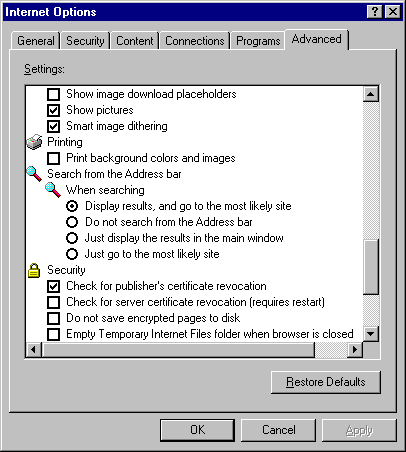 Internet Options
General Security Content Connections Programs Advanced
Settings:
Show image download placeholders
Show pictures
Smart image dithering
Printing
Print background colors and images
Search from the Address bar
When searching
Display results, and go to the most likely site
Do not search from the Address bar
Just display the results in the main window
Just go to the most likely site
Security
Check for publisher's certificate revocation
Check for server certificate revocation (requires restart)
Do not save encrypted pages to disk
Empty Temporary Internet Files folder when browser is closed
Restore Defaults
OK Cancel Apply